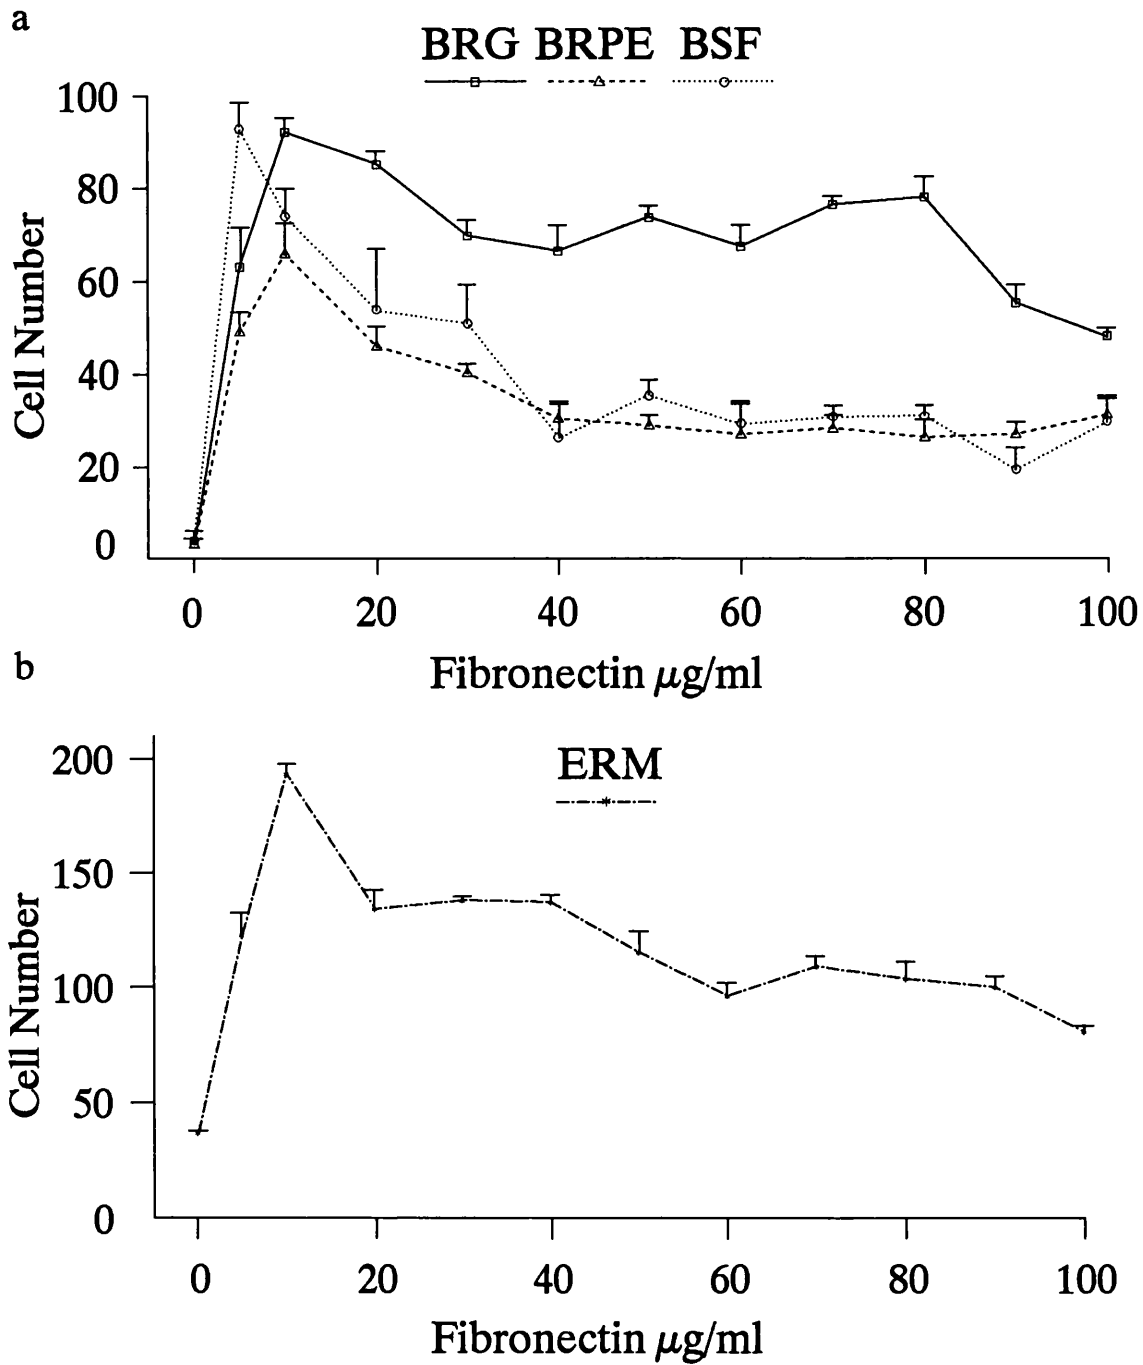 a
BRG BRPE BSF
100
80
60
40
20
0
Cell Number
0 20 40 60 80 100
Fibronectin μg/ml
b
ERM
200
150
100
50
0
Cell Number
0 20 40 60 80 100
Fibronectin μg/ml